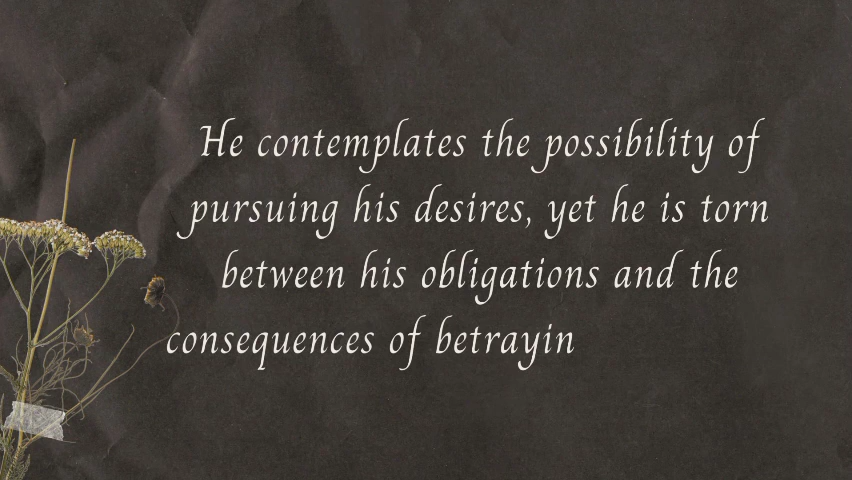 He contemplates the possibility of
pursuing his desires, yet he is torn
between his obligations and the
consequences of betrayin